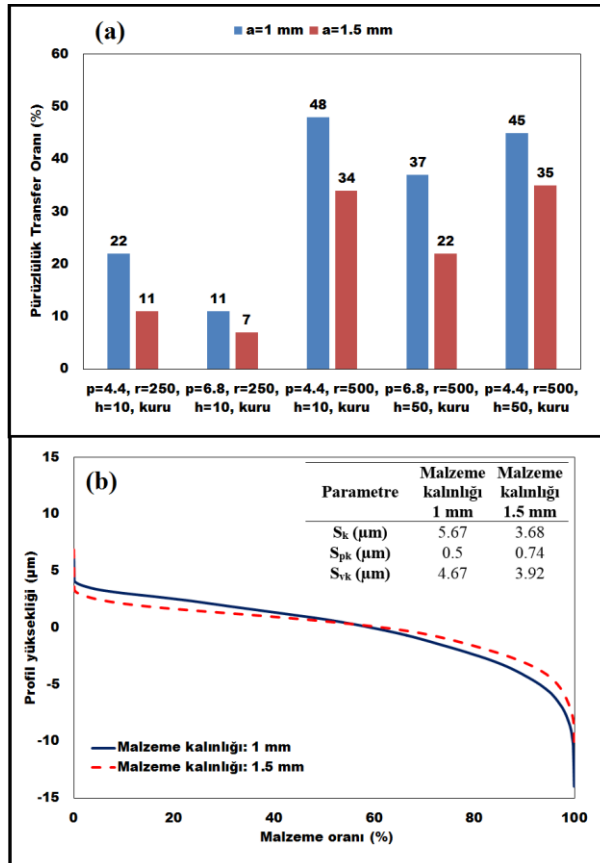 (a)
a=1 mm a=1.5 mm
Pürüzlülük Transfer Oranı (%)
60
50
40
30
20
10
0
22
11
11
7
48
34
37
22
45
35
p=4.4, r=250, h=10, kuru
p=6.8, r=250, h=10, kuru
p=4.4, r=500, h=10, kuru
p=6.8, r=500, h=50, kuru
p=4.4, r=500, h=50, kuru
(b)
Profil yüksekliği (µm)
15
10
5
0
-5
-10
-15
Parametre
Malzeme kalınlığı 1 mm
Malzeme kalınlığı 1.5 mm
Sk (µm) 5.67 3.68
Spk (µm) 0.5 0.74
Svk (µm) 4.67 3.92
Malzeme kalınlığı: 1 mm
Malzeme kalınlığı: 1.5 mm
0 20 40 60 80 100
Malzeme oranı (%)